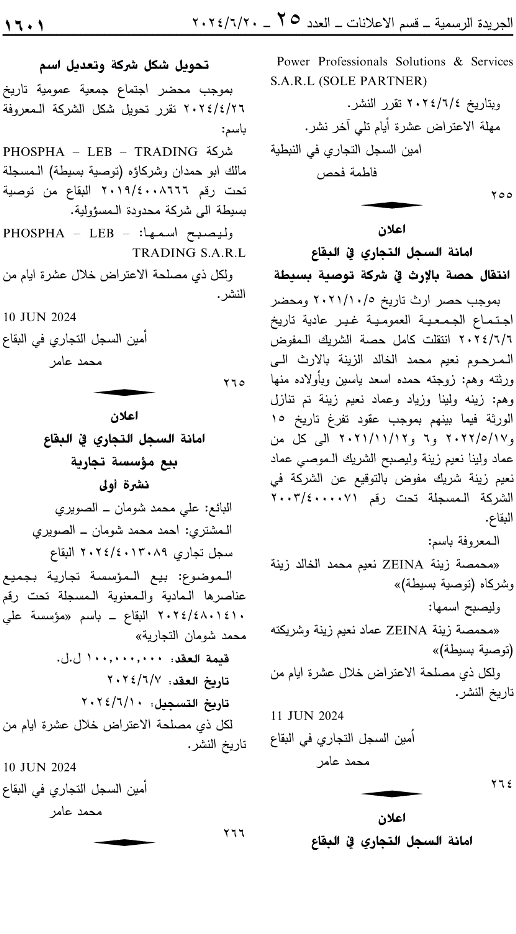 الجريدة الرسمية ــ قسم الاعلانات ــ العدد ٢٥ ــ ٢٠٢٤/٦/٢٠
١٦٠١
Power Professionals Solutions & Services
S.A.R.L (SOLE PARTNER)
وبتاريخ ٢٠٢٤/٦/٤ تقرر النشر.
مهلة الاعتراض عشرة أيام تلي آخر نشر.
امين السجل التجاري في النبطية
فاطمة فحص
٢٥٥
اعلان
امانة السجل التجاري في البقاع
انتقال حصة بالإرث في شركة توصية بسيطة
بموجب حصر ارث تاريخ ٢٠٢١/١٠/٥ ومحضر
اجتماع الجمعية العمومية غير عادية تاريخ
٢٠٢٤/٦/٦ انتقلت كامل حصة الشريك المفوض
المرحوم نعيم محمد الخالد الزينة بالارث الى
ورثته وهم: زوجته حمده اسعد ياسين وبأولاده منها
وهم: زينه ولينا وزياد وعماد نعيم زينة تم تنازل
الورثة فيما بينهم بموجب عقود تفرغ تاريخ ١٥
و٢٠٢٢/٥/١٧ و٦ و٢٠٢١/١١/١٢ الى كل من
عماد ولينا نعيم زينة وليصبح الشريك الموصي عماد
نعيم زينة شريك مفوض بالتوقيع عن الشركة في
الشركة المسجلة تحت رقم ٢٠٠٣/٤٠٠٠٠٧١
البقاع.
المعروفة باسم:
«محمصة زينة ZEINA نعيم محمد الخالد زينة
وشركاه (توصية بسيطة)»
وليصبح اسمها:
«محمصة زينة ZEINA عماد نعيم زينة وشريكته
(توصية بسيطة)»
ولكل ذي مصلحة الاعتراض خلال عشرة ايام من
تاريخ النشر.
11 JUN 2024
أمين السجل التجاري في البقاع
محمد عامر
٢٦٤
اعلان
امانة السجل التجاري في البقاع
تحويل شكل شركة وتعديل اسم
بموجب محضر اجتماع جمعية عمومية تاريخ
٢٠٢٤/٤/٢٦ تقرر تحويل شكل الشركة المعروفة
باسم:
شركة PHOSPHA – LEB – TRADING
مالك ابو حمدان وشركاؤه (توصية بسيطة) المسجلة
تحت رقم ٢٠١٩/٤٠٠٨٦٦٦ البقاع من توصية
بسيطة الى شركة محدودة المسؤولية.
وليصبح اسمها: PHOSPHA – LEB –
TRADING S.A.R.L
ولكل ذي مصلحة الاعتراض خلال عشرة ايام من
النشر.
10 JUN 2024
أمين السجل التجاري في البقاع
محمد عامر
٢٦٥
اعلان
امانة السجل التجاري في البقاع
بيع مؤسسة تجارية
نشرة أولى
البائع: علي محمد شومان ــ الصويري
المشتري: احمد محمد شومان ــ الصويري
سجل تجاري ٢٠٢٤/٤٠١٣٠٨٩ البقاع
الموضوع: بيع المؤسسة تجارية بجميع
عناصرها المادية والمعنوية المسجلة تحت رقم
٢٠٢٤/٤٨٠١٤١٠ البقاع ــ باسم «مؤسسة علي
محمد شومان التجارية»
قيمة العقد: ١٠٠,٠٠٠,٠٠٠ ل.ل.
تاريخ العقد: ٢٠٢٤/٦/٧
تاريخ التسجيل: ٢٠٢٤/٦/١٠
لكل ذي مصلحة الاعتراض خلال عشرة ايام من
تاريخ النشر.
10 JUN 2024
أمين السجل التجاري في البقاع
محمد عامر
٢٦٦